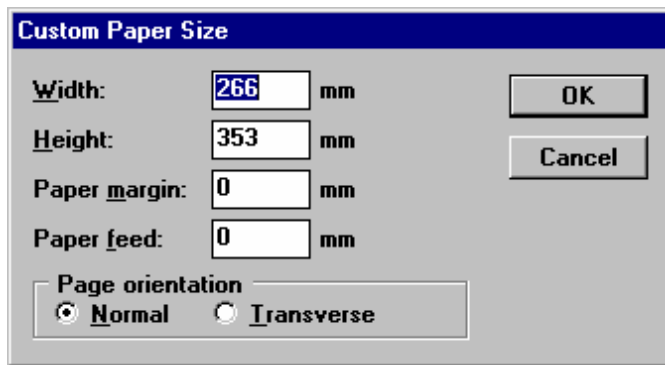 Custom Paper Size
Width: 266 mm OK
Height: 353 mm Cancel
Paper margin: 0 mm
Paper feed: 0 mm
Page orientation
Normal Transverse